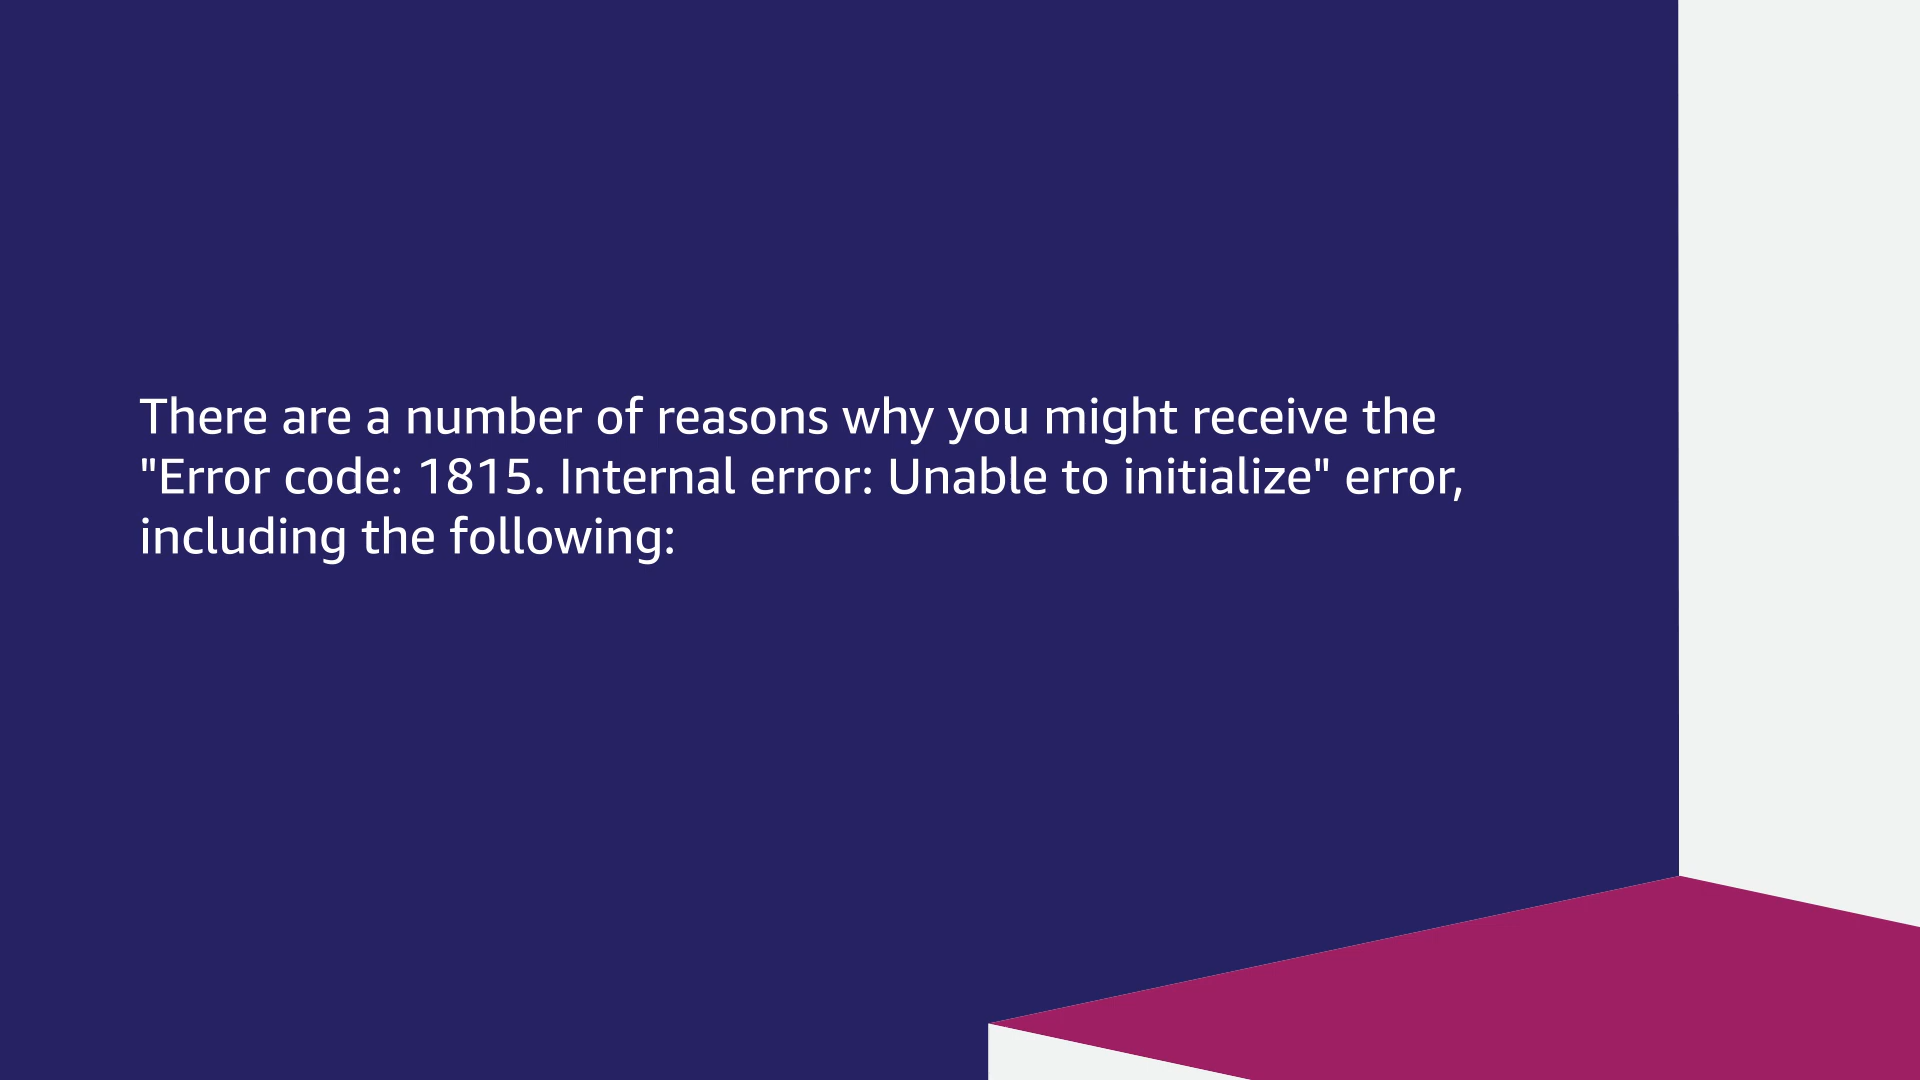 There are a number of reasons why you might receive the
"Error code: 1815. Internal error: Unable to initialize" error,
including the following: